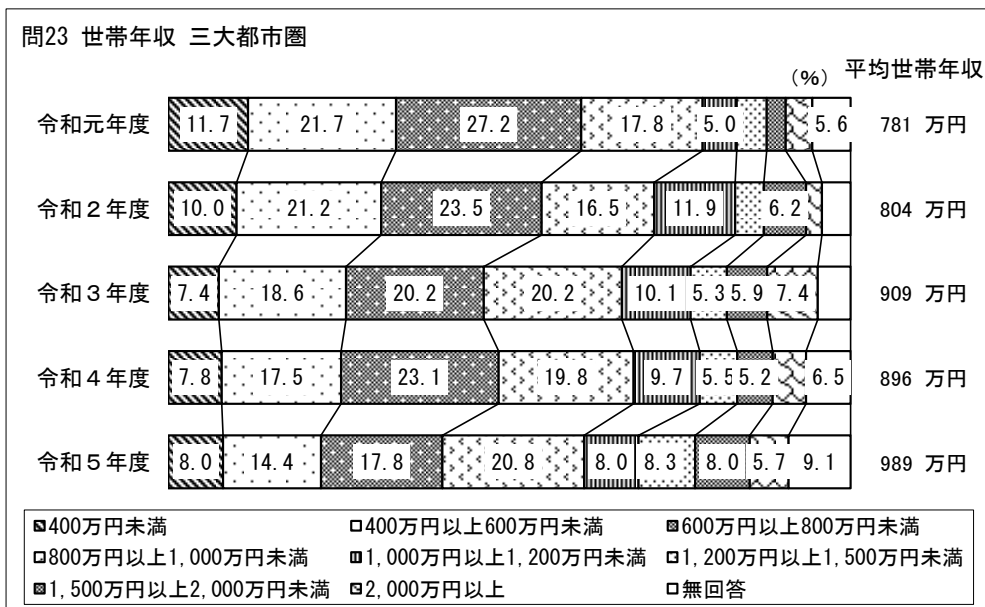 問23 世帯年収 三大都市圏
(%) 平均世帯年収
令和元年度 11.7 21.7 27.2 17.8 5.0 5.6 781 万円
令和２年度 10.0 21.2 23.5 16.5 11.9 6.2 804 万円
令和３年度 7.4 18.6 20.2 20.2 10.1 5.3 5.9 7.4 909 万円
令和４年度 7.8 17.5 23.1 19.8 9.7 5.5 5.2 6.5 896 万円
令和５年度 8.0 14.4 17.8 20.8 8.0 8.3 8.0 5.7 9.1 989 万円
400万円未満 400万円以上600万円未満 600万円以上800万円未満
800万円以上1,000万円未満 1,000万円以上1,200万円未満 1,200万円以上1,500万円未満
1,500万円以上2,000万円未満 2,000万円以上 無回答